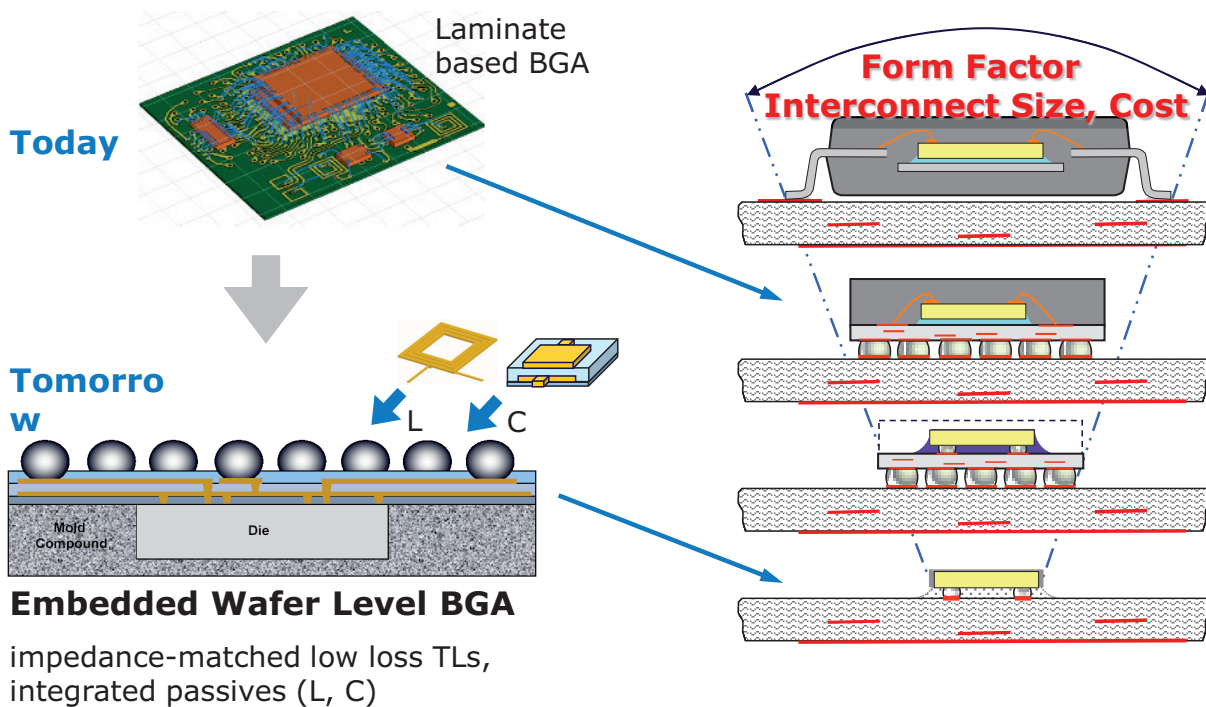 Laminate
based BGA
Form Factor
Interconnect Size, Cost
Today
Tomorro
w
L
C
Mold
Compound
Die
Embedded Wafer Level BGA
impedance-matched low loss TLs,
integrated passives (L, C)